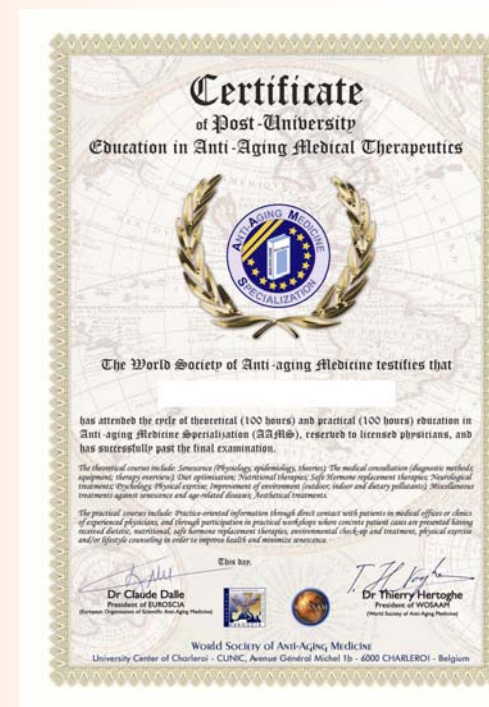 Certificate
of Post-University
Education in Anti-Aging Medical Therapeutics
ANTI-AGING MEDICINE
SPECIALIZATION
The World Society of Anti-aging Medicine testifies that
has attended the cycle of theoretical (100 hours) and practical (100 hours) education in
Anti-aging Medicine Specialization (AAMS), reserved to licensed physicians, and
has successfully past the final examination.
The theoretical courses include: Senescence (Physiology, epidemiology, theories); The medical consultation (diagnostic methods;
equipment; therapy overview;) Diet optimisation; Nutritional therapies; Safe Hormone replacement therapies; Neurological
treatments; Psychology; Physical exercise; Improvement of environment (outdoor, indoor and dietary pollutants); Miscellaneous
treatments against senescence and age-related diseases; Aesthetical treatments.
The practical courses include: Practice-oriented information through direct contact with patients in medical offices or clinics
of experienced physicians, and through participation in practical workshops where concrete patient cases are presented having
received dietetic, nutritional, safe hormone replacement therapies, environmental check-up and treatment, physical exercise
and/or lifestyle counseling in order to improve health and minimize senescence.
This day,
Dr Claude Dalle
President of EUROSCIA
(European Organisation of Scientific Anti-Aging Medicine)
Dr Thierry Hertoghe
President of WOSAAM
(World Society of Anti-Aging Medicine)
World Society of Anti-Aging Medicine
University Center of Charleroi - CUNIC, Avenue Général Michel 1b - 6000 CHARLEROI - Belgium